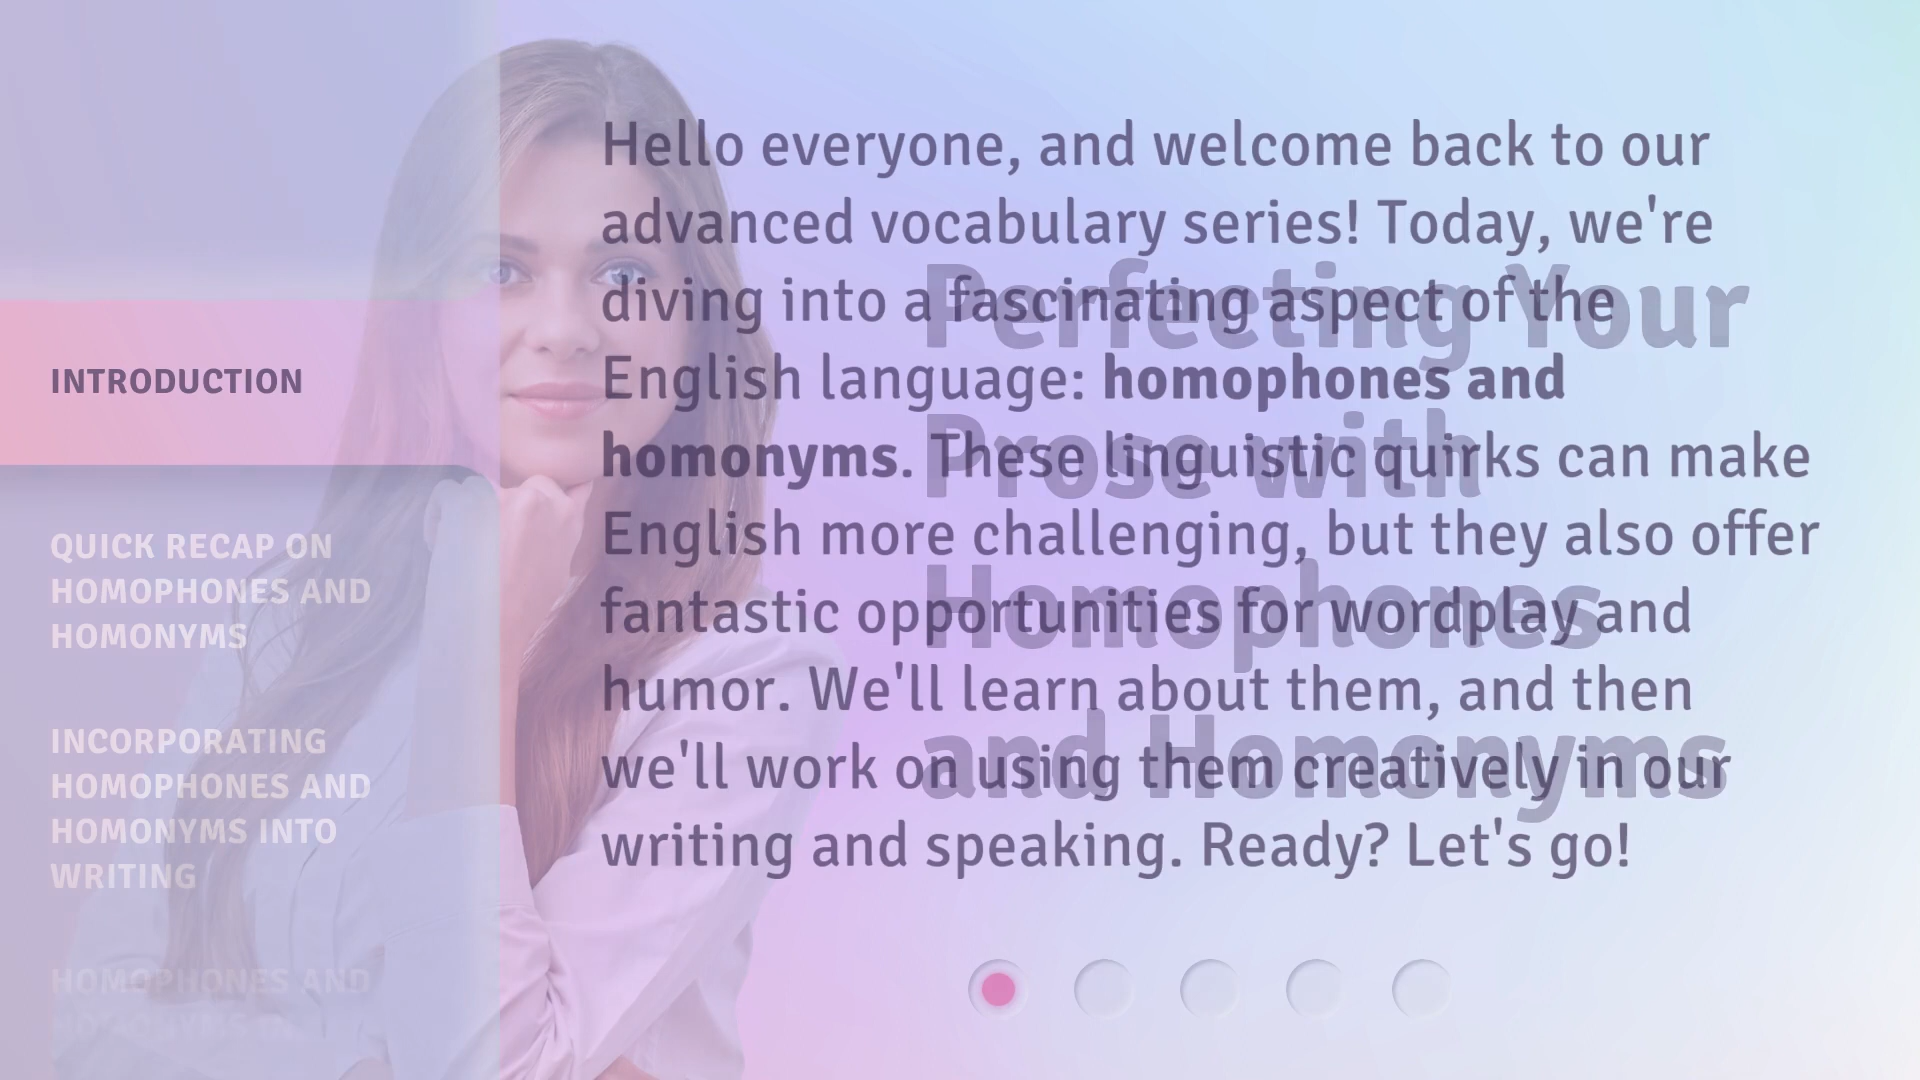 INTRODUCTION
QUICK RECAP ON
HOMOPHONES AND
HOMONYMS
INCORPORATING
HOMOPHONES AND
HOMONYMS INTO
WRITING
HOMOPHONES AND
HOMONYMS IN
Hello everyone, and welcome back to our
advanced vocabulary series! Today, we're
diving into a fascinating aspect of the
English language: homophones and
homonyms. These linguistic quirks can make
English more challenging, but they also offer
fantastic opportunities for wordplay and
humor. We'll learn about them, and then
we'll work on using them creatively in our
writing and speaking. Ready? Let's go!
Perfecting Your
Prose with
Homophones
and Homonyms